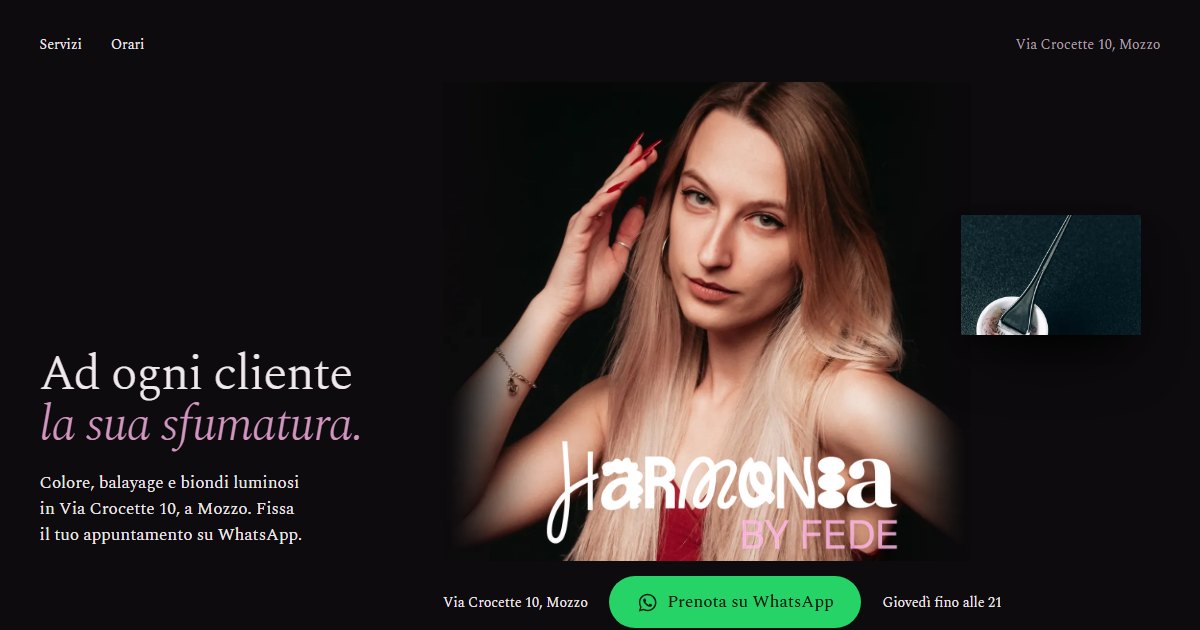 Servizi
Orari
Via Crocette 10, Mozzo
Ad ogni cliente
la sua sfumatura.
Colore, balayage e biondi luminosi
in Via Crocette 10, a Mozzo. Fissa
il tuo appuntamento su WhatsApp.
HaRMONIa
BY FEDE
Via Crocette 10, Mozzo
Prenota su WhatsApp
Giovedì fino alle 21